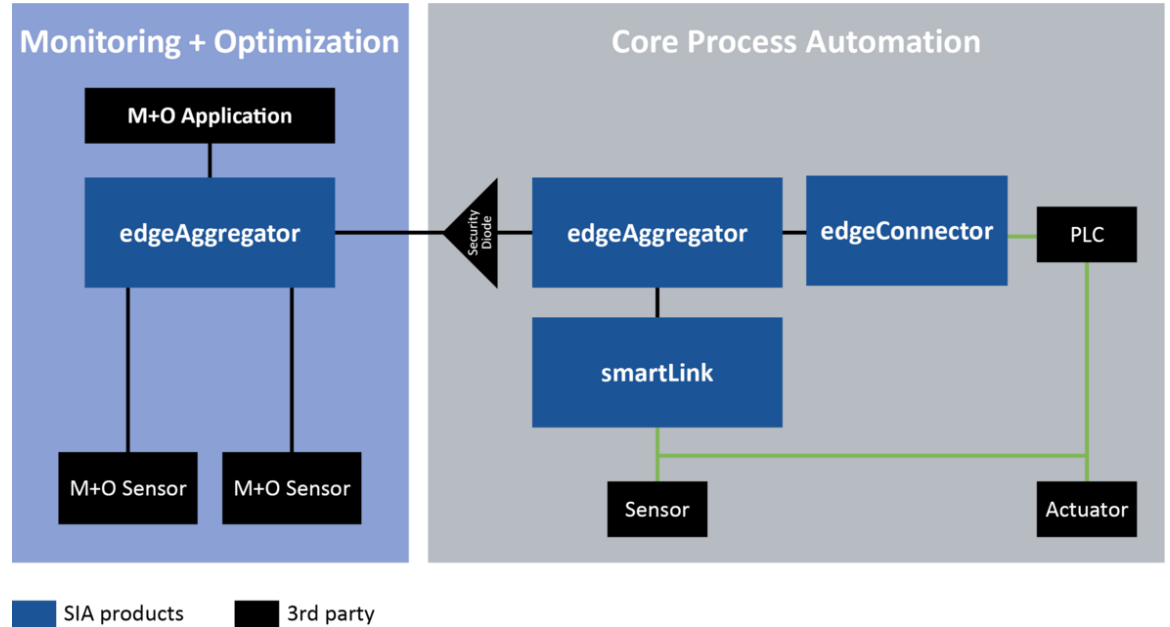 Monitoring + Optimization
Core Process Automation
M+O Application
edgeAggregator
Security
Diode
edgeAggregator
edgeConnector
PLC
smartLink
M+O Sensor
M+O Sensor
Sensor
Actuator
SIA products
3rd party